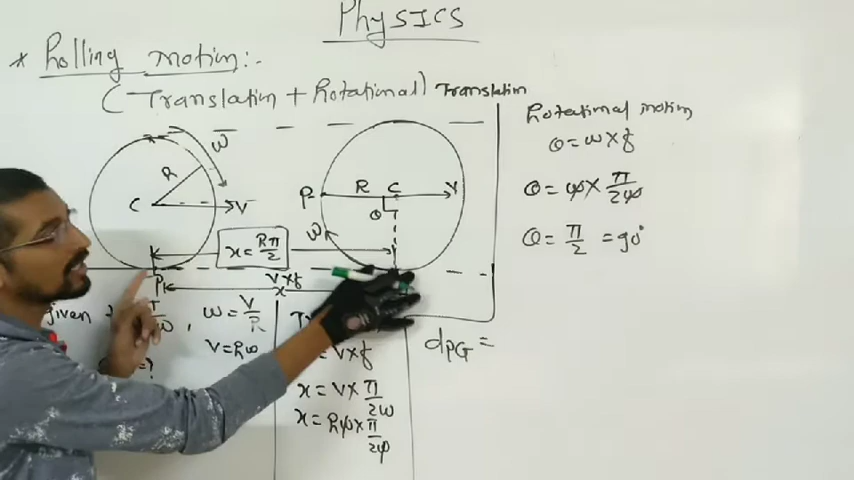 Physics
* Rolling motion:-
(Translation + Rotational) Translation
Rotational motion
θ = ω×t
θ = ω × π/2ω
θ = π/2 = 90°
ω
R
C
V
P
R C
V
θ
ω
x = Rπ/2
V×t
x
P
given
ω = V/R
V = Rω
= ?
= V×t
x = V × π/2ω
x = Rω × π/2ω
dPG =